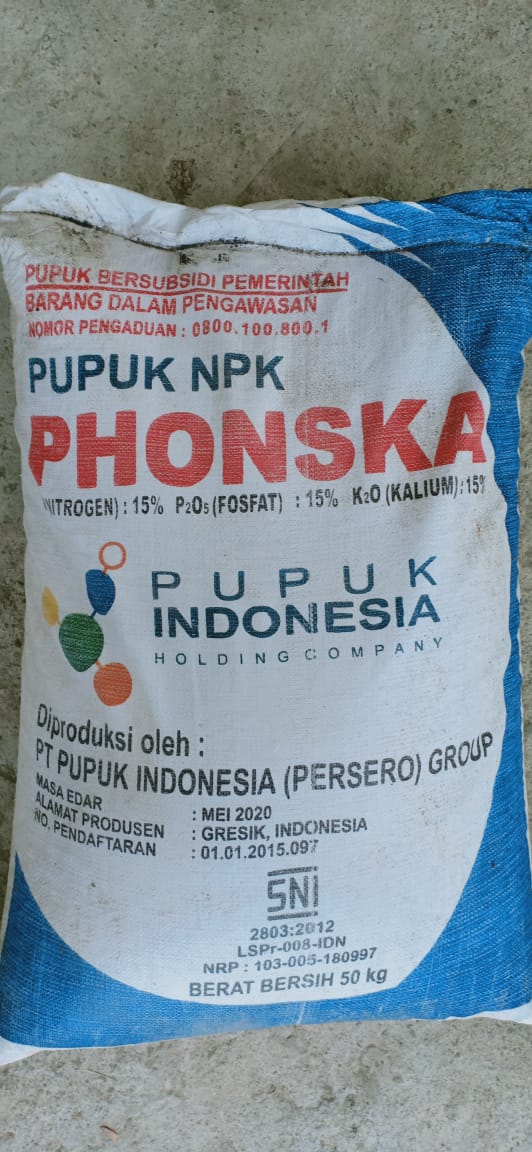 PUPUK BERSUBSIDI PEMERINTAH
BARANG DALAM PENGAWASAN
NOMOR PENGADUAN : 0800.100.800.1
PUPUK NPK
PHONSKA
NITROGEN) : 15% P₂O₅ (FOSFAT) : 15% K₂O (KALIUM) : 15%
PUPUK
INDONESIA
HOLDING COMPANY
Diproduksi oleh :
PT PUPUK INDONESIA (PERSERO) GROUP
MASA EDAR : MEI 2020
ALAMAT PRODUSEN : GRESIK, INDONESIA
NO. PENDAFTARAN : 01.01.2015.097
SNI
2803:2012
LSPr-008-IDN
NRP : 103-005-180997
BERAT BERSIH 50 kg